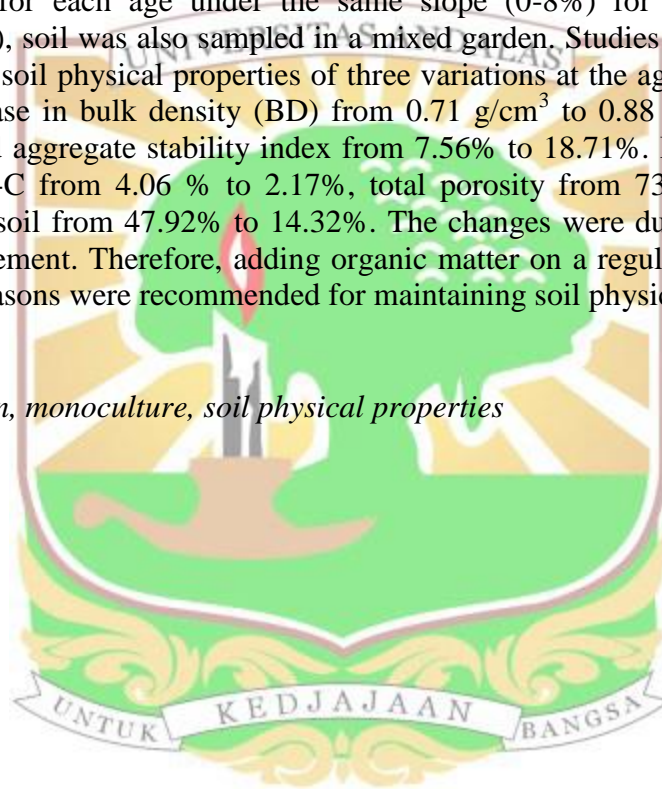 for each age under the same slope (0-8%) for
), soil was also sampled in a mixed garden. Studies
UNIVERSITAS ANDALAS
soil physical properties of three variations at the ag
ase in bulk density (BD) from 0.71 g/cm³ to 0.88
aggregate stability index from 7.56% to 18.71%.
-C from 4.06 % to 2.17%, total porosity from 73
soil from 47.92% to 14.32%. The changes were du
ement. Therefore, adding organic matter on a regul
asons were recommended for maintaining soil physic
n, monoculture, soil physical properties
UNTUK KEDJAJAAN BANGSA